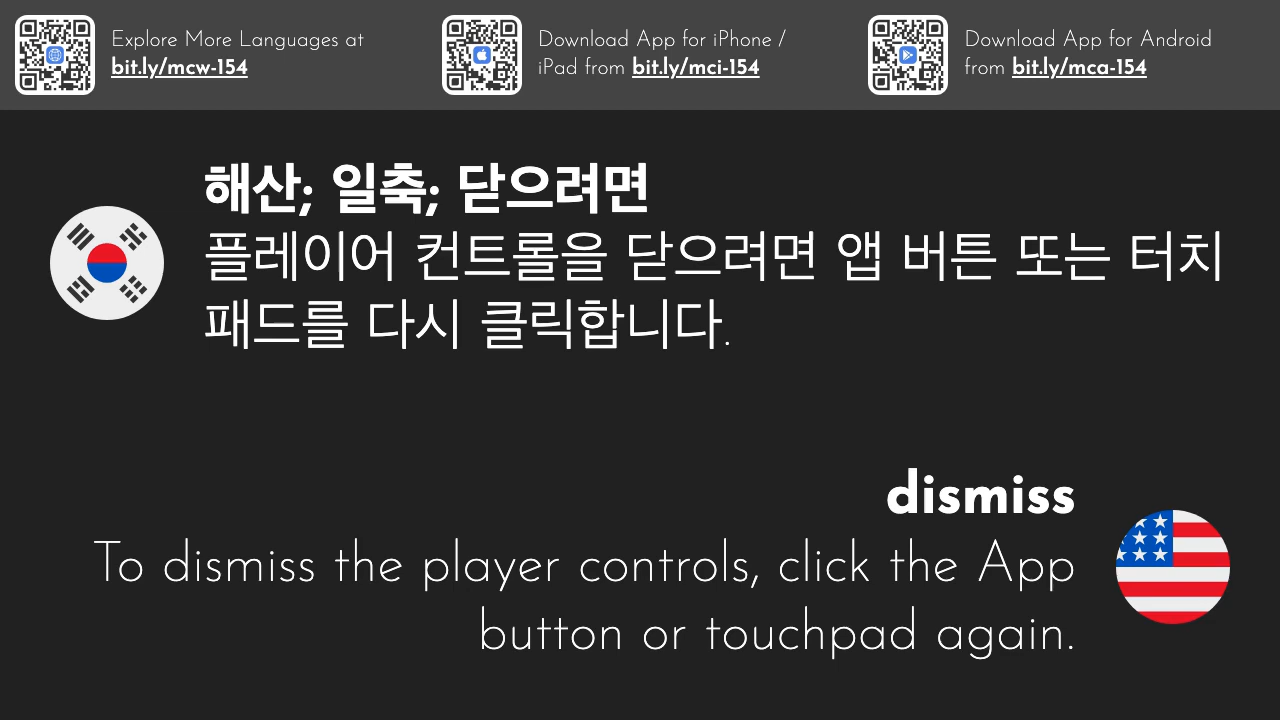 Explore More Languages at
bit.ly/mcw-154
Download App for iPhone /
iPad from bit.ly/mci-154
Download App for Android
from bit.ly/mca-154
해산; 일축; 닫으려면
플레이어 컨트롤을 닫으려면 앱 버튼 또는 터치
패드를 다시 클릭합니다.
dismiss
To dismiss the player controls, click the App
button or touchpad again.